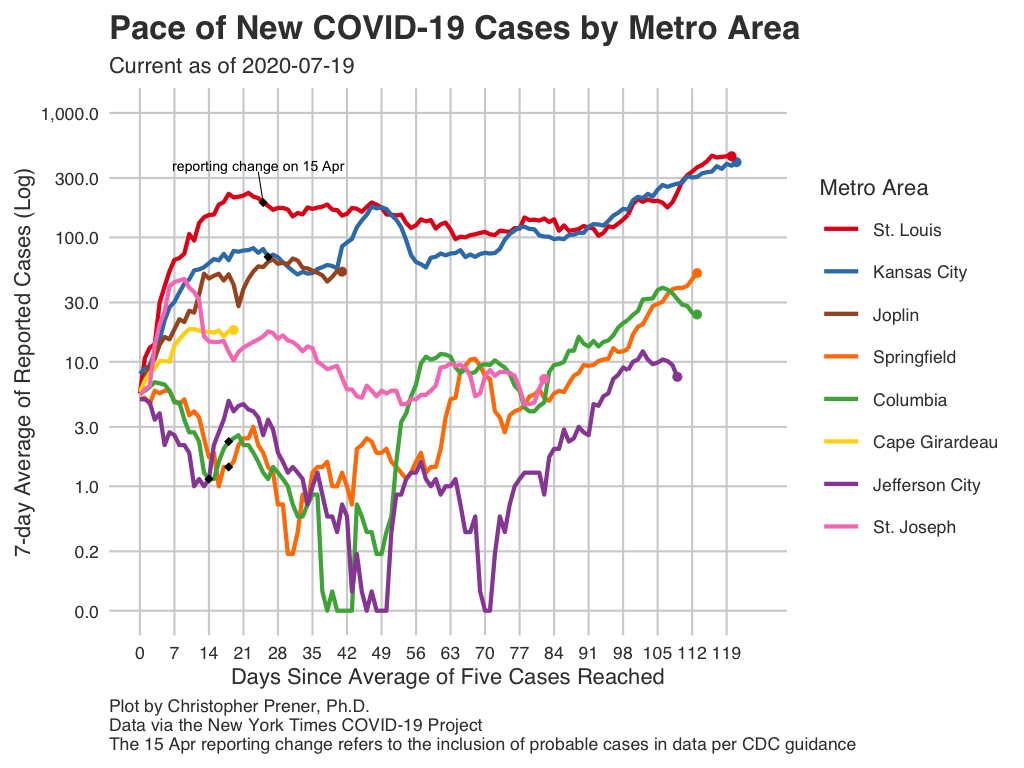 Pace of New COVID-19 Cases by Metro Area
Current as of 2020-07-19
7-day Average of Reported Cases (Log)
1,000.0
300.0
100.0
30.0
10.0
3.0
1.0
0.2
0.0
reporting change on 15 Apr
0 7 14 21 28 35 42 49 56 63 70 77 84 91 98 105 112 119
Days Since Average of Five Cases Reached
Metro Area
St. Louis
Kansas City
Joplin
Springfield
Columbia
Cape Girardeau
Jefferson City
St. Joseph
Plot by Christopher Prener, Ph.D.
Data via the New York Times COVID-19 Project
The 15 Apr reporting change refers to the inclusion of probable cases in data per CDC guidance